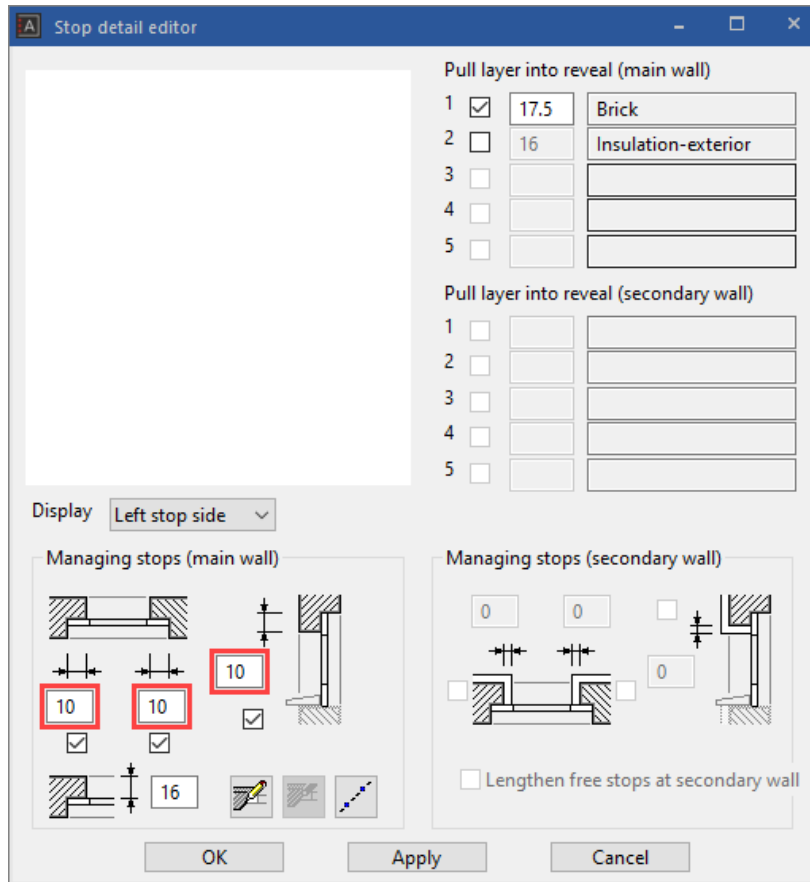 A Stop detail editor
Pull layer into reveal (main wall)
1 17.5 Brick
2 16 Insulation-exterior
3
4
5
Pull layer into reveal (secondary wall)
1
2
3
4
5
Display Left stop side
Managing stops (main wall)
10
10 10
16
Managing stops (secondary wall)
0 0
0
Lengthen free stops at secondary wall
OK Apply Cancel